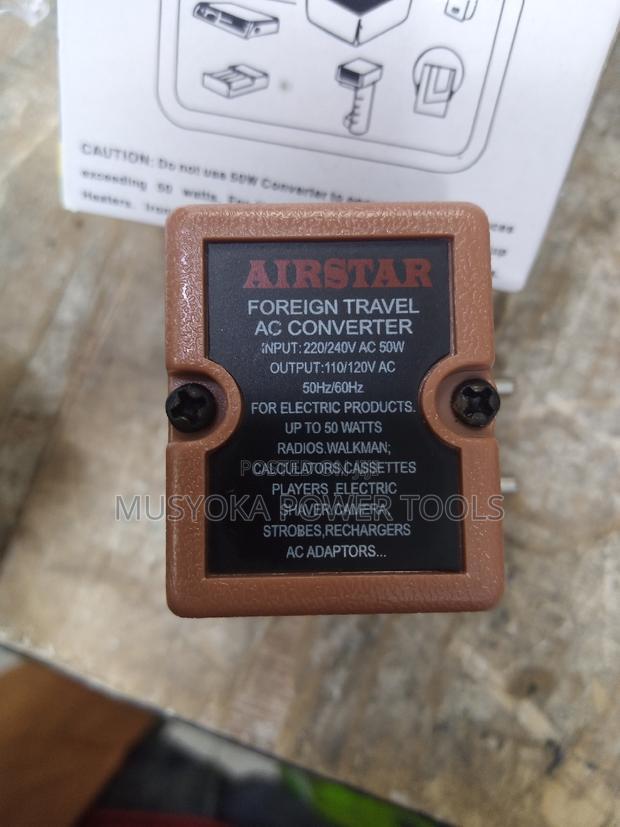 CAUTION: Do not use 50W Converter to
exceeding 50 watts.
Heaters.
AIRSTAR
FOREIGN TRAVEL
AC CONVERTER
INPUT:220/240V AC 50W
OUTPUT:110/120V AC
50Hz/60Hz
FOR ELECTRIC PRODUCTS.
UP TO 50 WATTS
RADIOS.WALKMAN;
CALCULATORS,CASSETTES
PLAYERS ELECTRIC
SHAVER,CAMERA
STROBES,RECHARGERS
AC ADAPTORS...
MUSYOKA POWER TOOLS